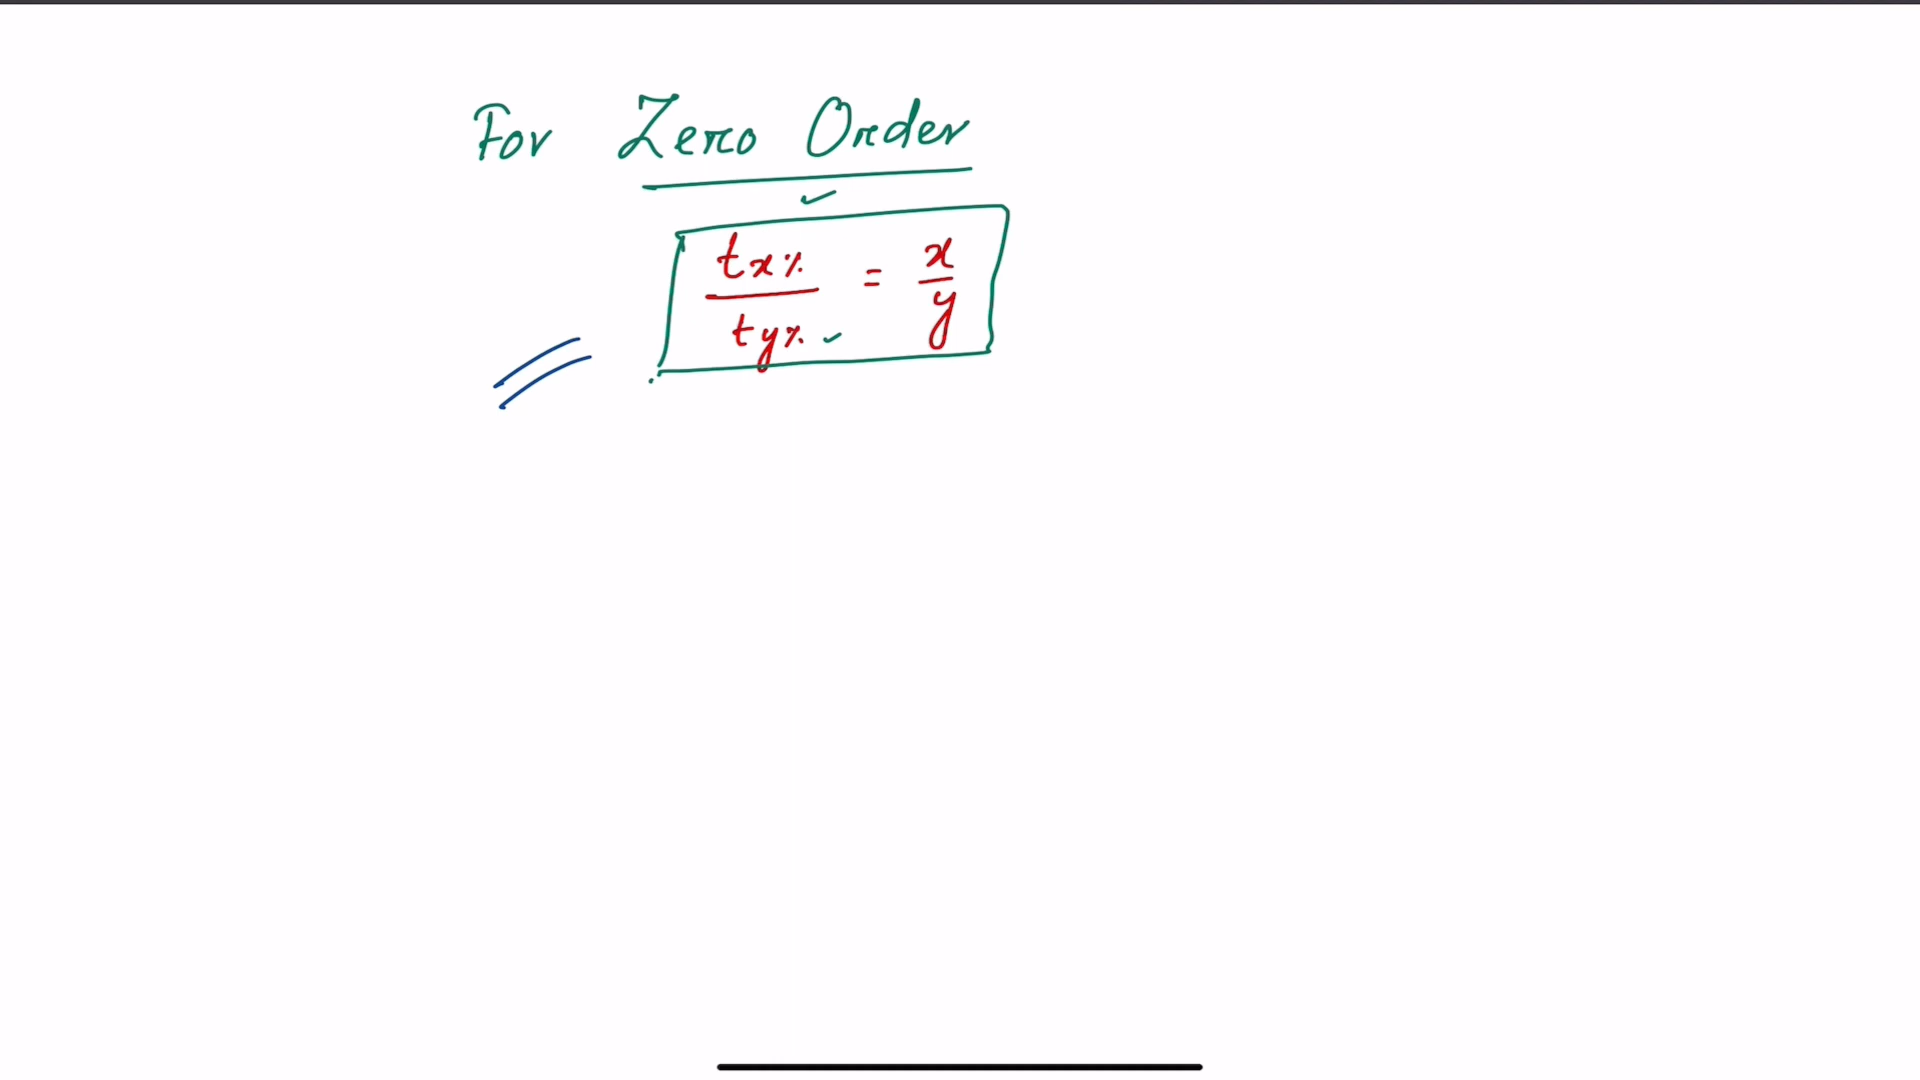 For Zero Order
tx% / ty% = x/y